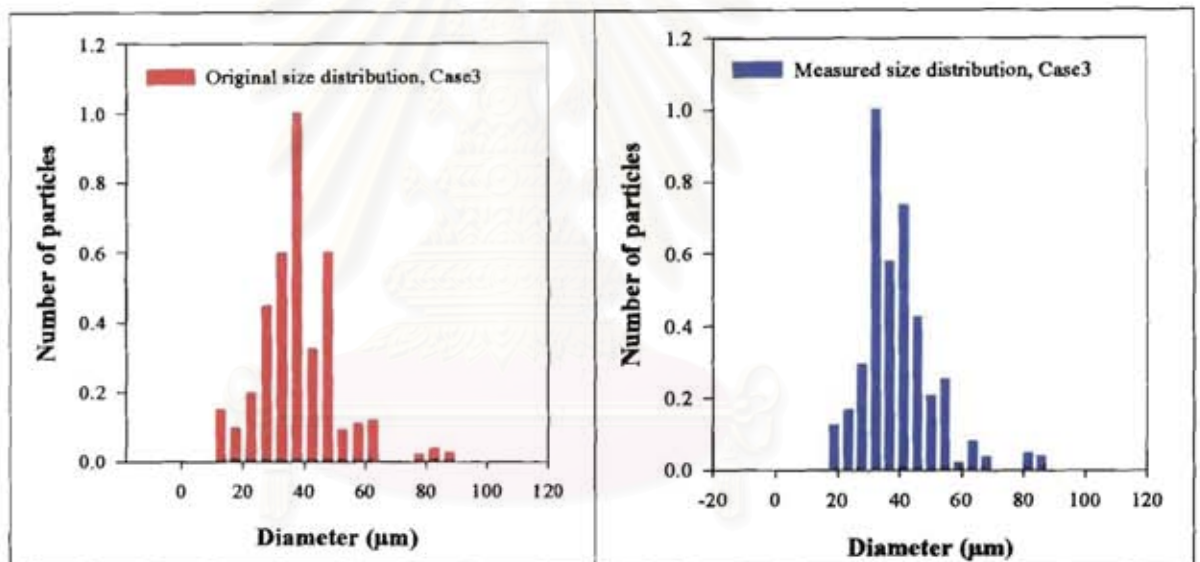 1.2
Original size distribution, Case3
1.0
0.8
0.6
0.4
0.2
0.0
Number of particles
0 20 40 60 80 100 120
Diameter (μm)
1.2
Measured size distribution, Case3
1.0
0.8
0.6
0.4
0.2
0.0
Number of particles
-20 0 20 40 60 80 100 120
Diameter (μm)